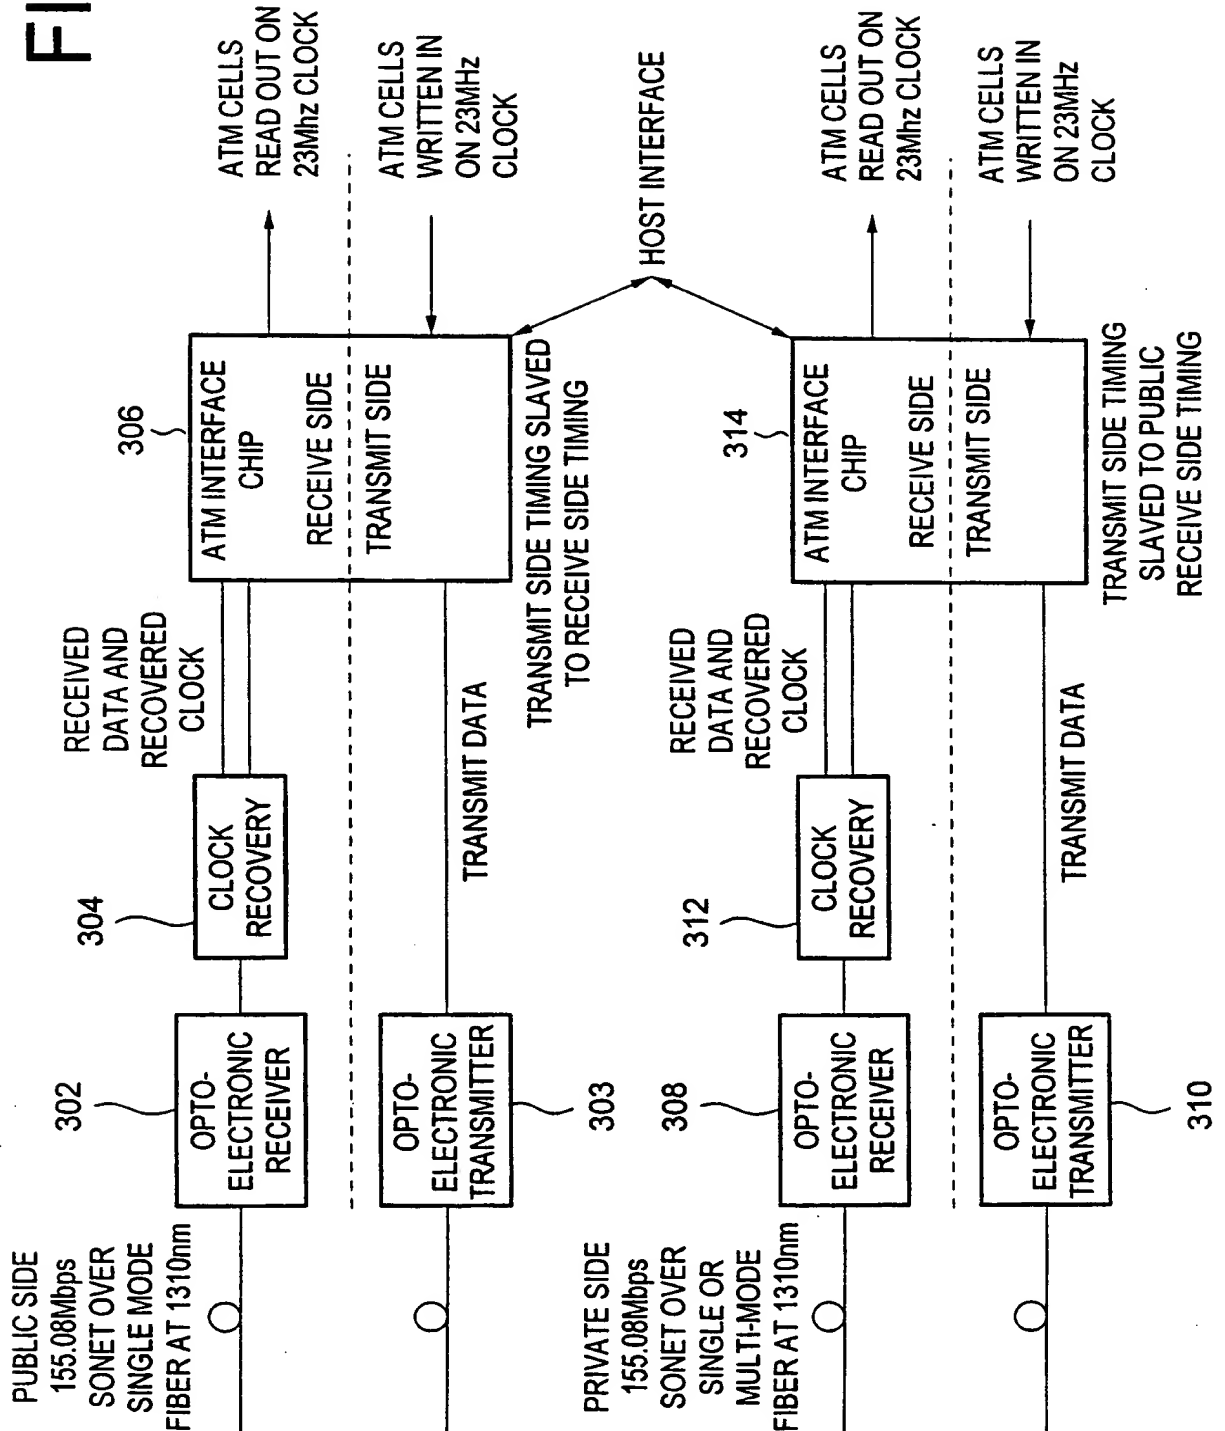 FI
PUBLIC SIDE
155.08Mbps
SONET OVER
SINGLE MODE
FIBER AT 1310nm
302
OPTO-
ELECTRONIC
RECEIVER
304
CLOCK
RECOVERY
RECEIVED
DATA AND
RECOVERED
CLOCK
306
ATM INTERFACE
CHIP
RECEIVE SIDE
TRANSMIT SIDE
ATM CELLS
READ OUT ON
23Mhz CLOCK
ATM CELLS
WRITTEN IN
ON 23MHz
CLOCK
OPTO-
ELECTRONIC
TRANSMITTER
303
TRANSMIT DATA
TRANSMIT SIDE TIMING SLAVED
TO RECEIVE SIDE TIMING
HOST INTERFACE
PRIVATE SIDE
155.08Mbps
SONET OVER
SINGLE OR
MULTI-MODE
FIBER AT 1310nm
308
OPTO-
ELECTRONIC
RECEIVER
312
CLOCK
RECOVERY
RECEIVED
DATA AND
RECOVERED
CLOCK
314
ATM INTERFACE
CHIP
RECEIVE SIDE
TRANSMIT SIDE
ATM CELLS
READ OUT ON
23Mhz CLOCK
ATM CELLS
WRITTEN IN
ON 23MHz
CLOCK
OPTO-
ELECTRONIC
TRANSMITTER
310
TRANSMIT DATA
TRANSMIT SIDE TIMING
SLAVED TO PUBLIC
RECEIVE SIDE TIMING